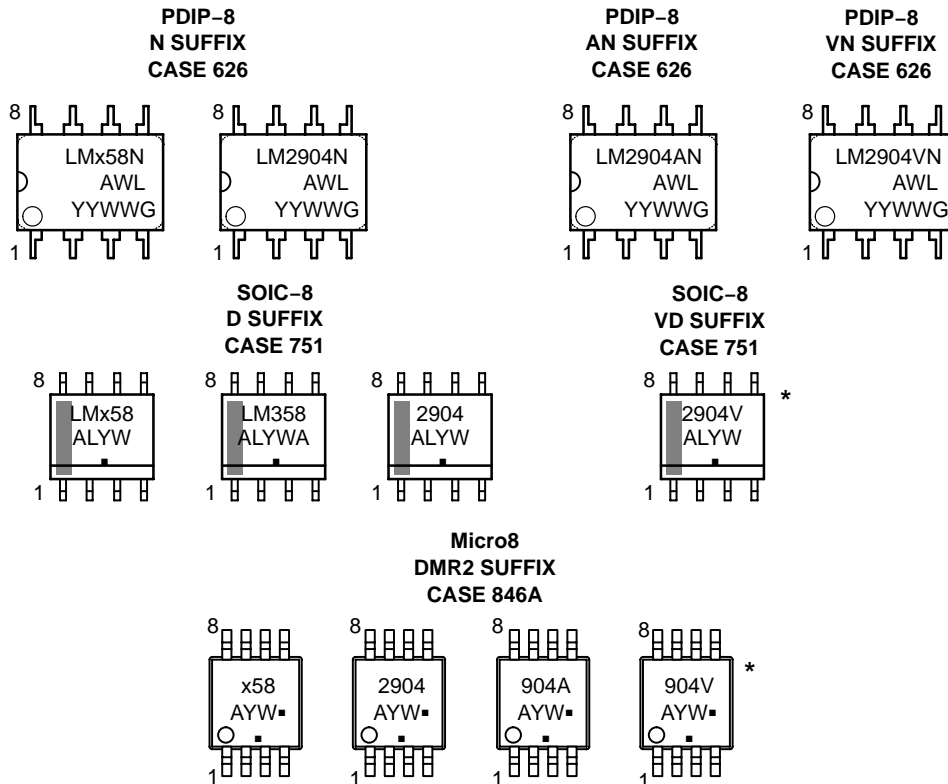 PDIP−8
N SUFFIX
CASE 626
PDIP−8
AN SUFFIX
CASE 626
PDIP−8
VN SUFFIX
CASE 626
8
LMx58N
AWL
YYWWG
1
8
LM2904N
AWL
YYWWG
1
8
LM2904AN
AWL
YYWWG
1
8
LM2904VN
AWL
YYWWG
1
SOIC−8
D SUFFIX
CASE 751
SOIC−8
VD SUFFIX
CASE 751
8
LMx58
ALYW
▪
1
8
LM358
ALYWA
▪
1
8
2904
ALYW
▪
1
8
2904V
ALYW
▪
1
*
Micro8
DMR2 SUFFIX
CASE 846A
8
x58
AYW▪
▪
1
8
2904
AYW▪
▪
1
8
904A
AYW▪
▪
1
8
904V
AYW▪
▪
1
*